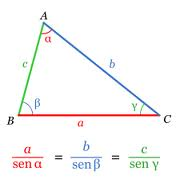 A
α
c
b
β
γ
B
a
C
a / sen α = b / sen β = c / sen γ